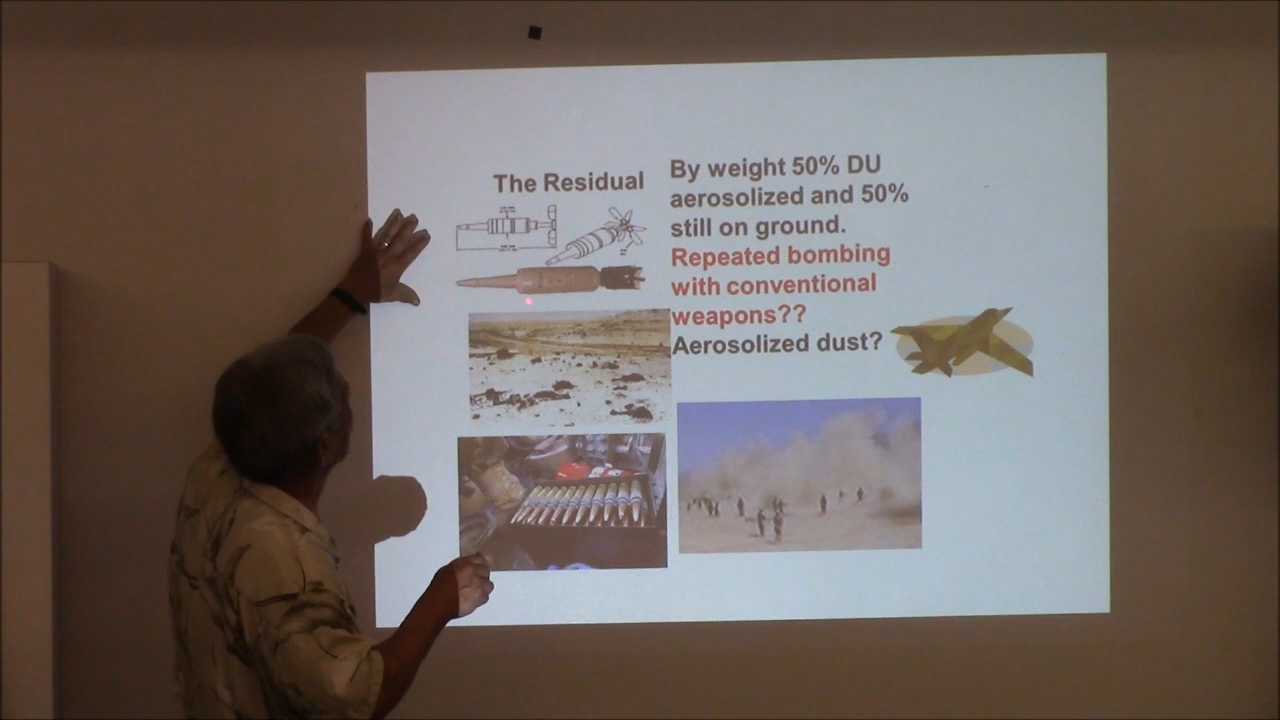 The Residual
By weight 50% DU
aerosolized and 50%
still on ground.
Repeated bombing
with conventional
weapons??
Aerosolized dust?